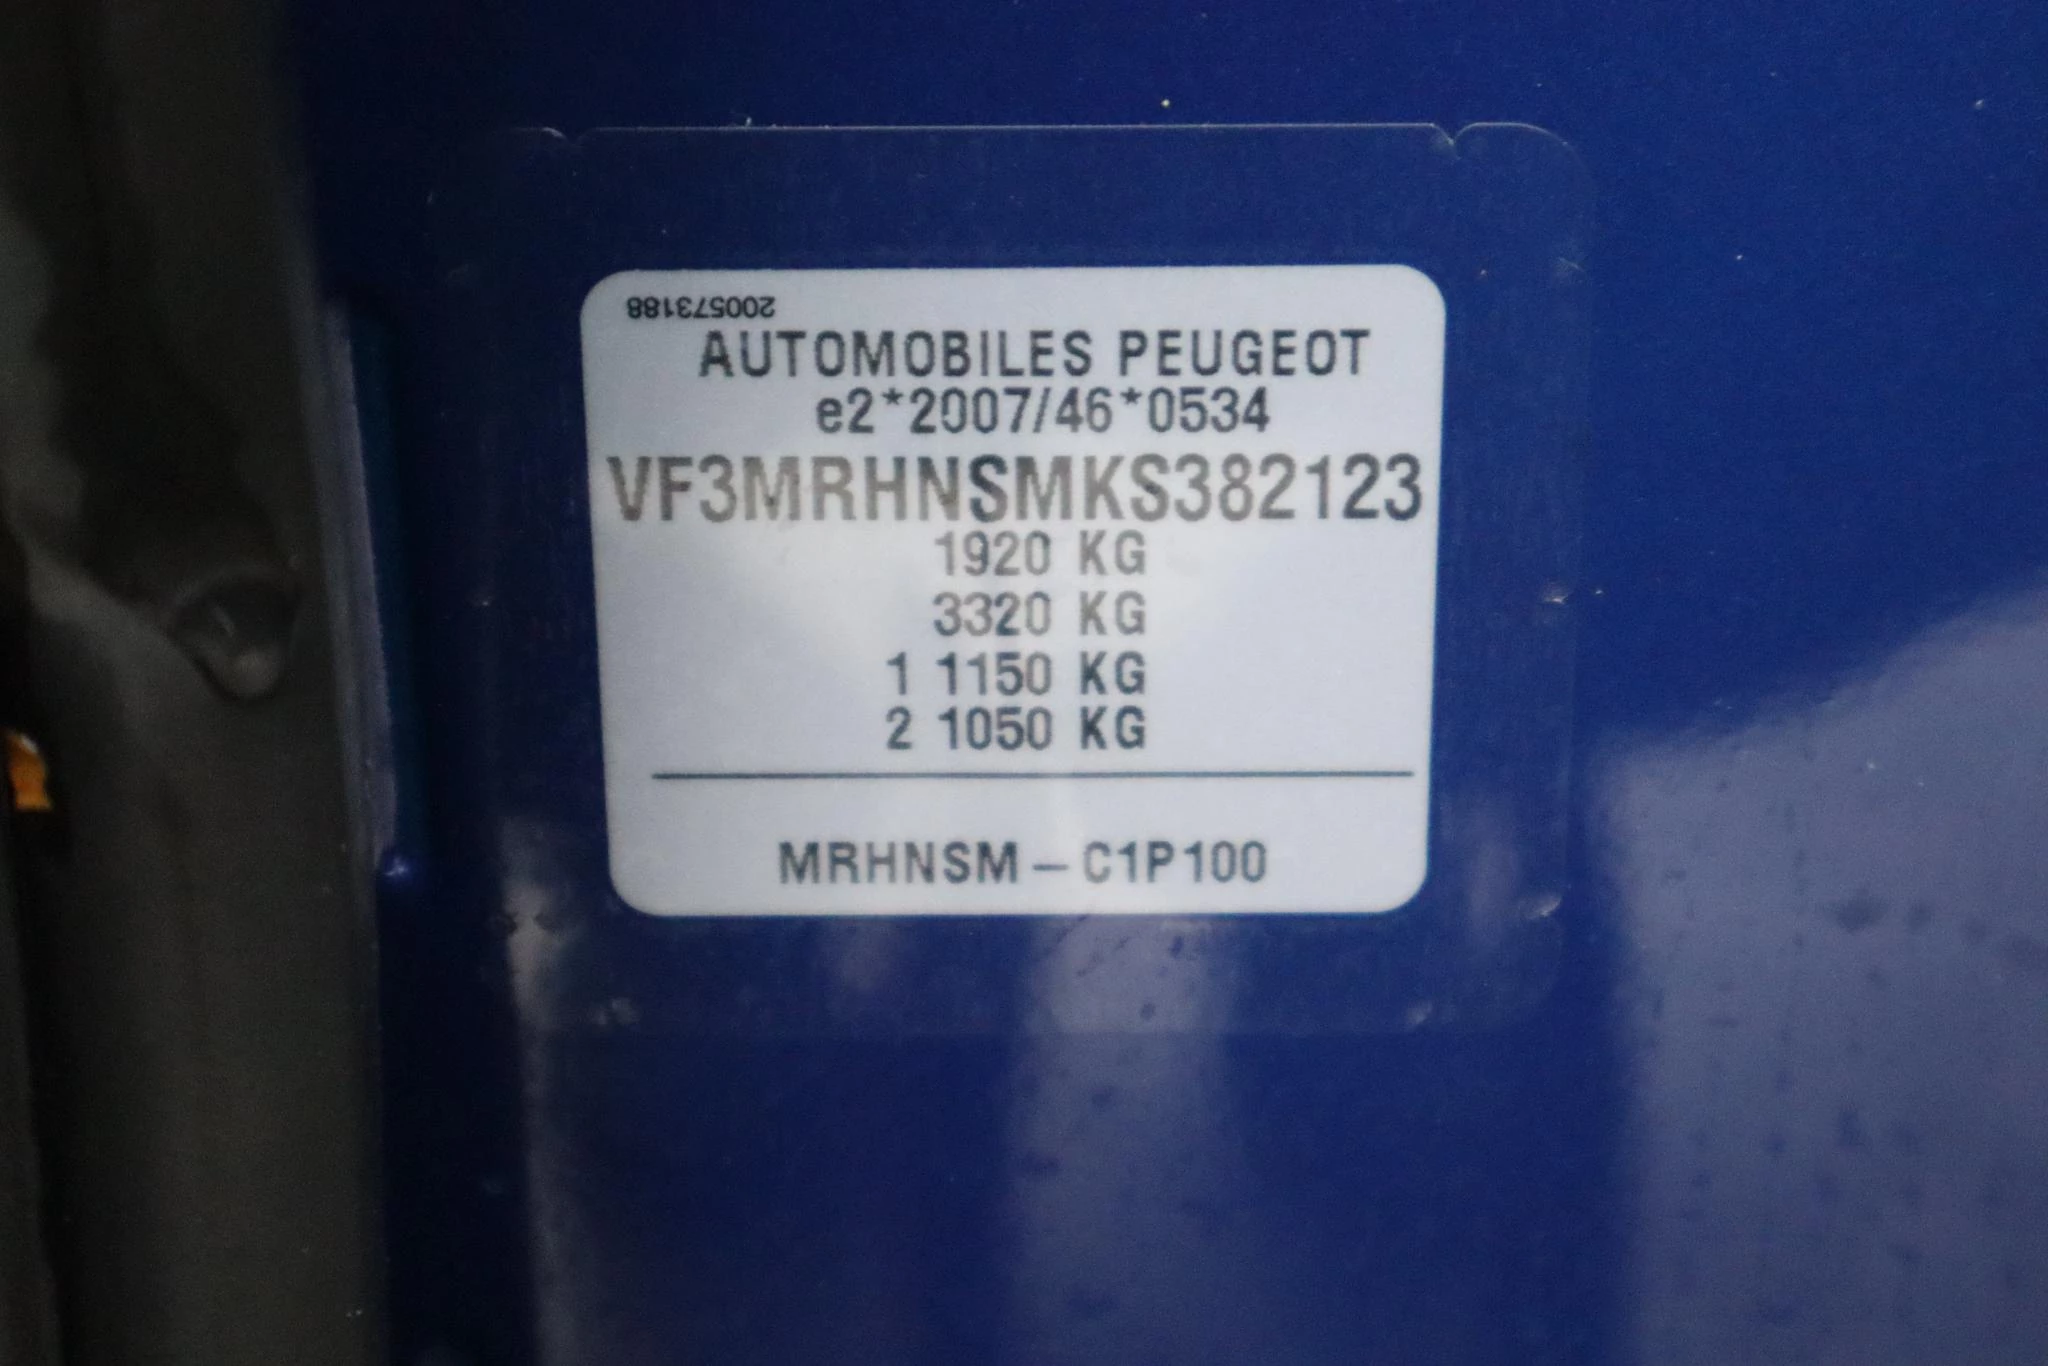 200573188
AUTOMOBILES PEUGEOT
e2*2007/46*0534
VF3MRHNSMKS382123
1920 KG
3320 KG
1 1150 KG
2 1050 KG
MRHNSM – C1P100